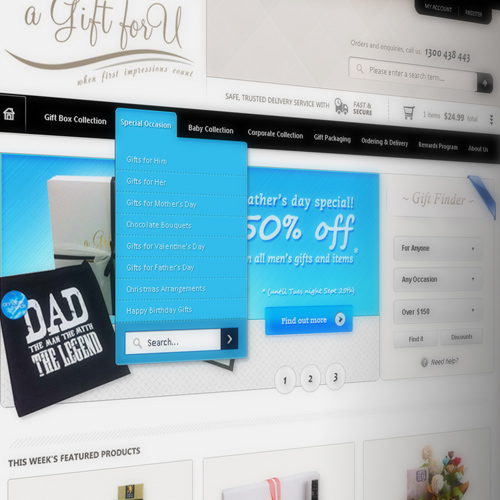 a Gift forU
when first impressions count
MY ACCOUNT
FREETTER
Orders and enquiries, call us: 1300 438 443
Please enter a search term...
SAFE, TRUSTED DELIVERY SERVICE WITH
FAST &
SECURE
1 items $24.99 total
Gift Box Collection
Special Occasion
Baby Collection
Corporate Collection
Gift Packaging
Ordering & Delivery
Rewards Program
About Us
Gifts for Him
Gifts for Her
Gifts for Mother's Day
Chocolate Bouquets
Gifts for Valentine's Day
Gifts for Father's Day
Christmas Arrangements
Happy Birthday Gifts
Search...
ather's day special!
50% off
n all men's gifts and items*
* (until Tues night Sept 20th)
Find out more
DAD
THE MAN THE MYTH
THE LEGEND
1 2 3
~ Gift Finder ~
For Anyone
Any Occasion
Over $150
Find it
Discounts
Need help?
THIS WEEK'S FEATURED PRODUCTS